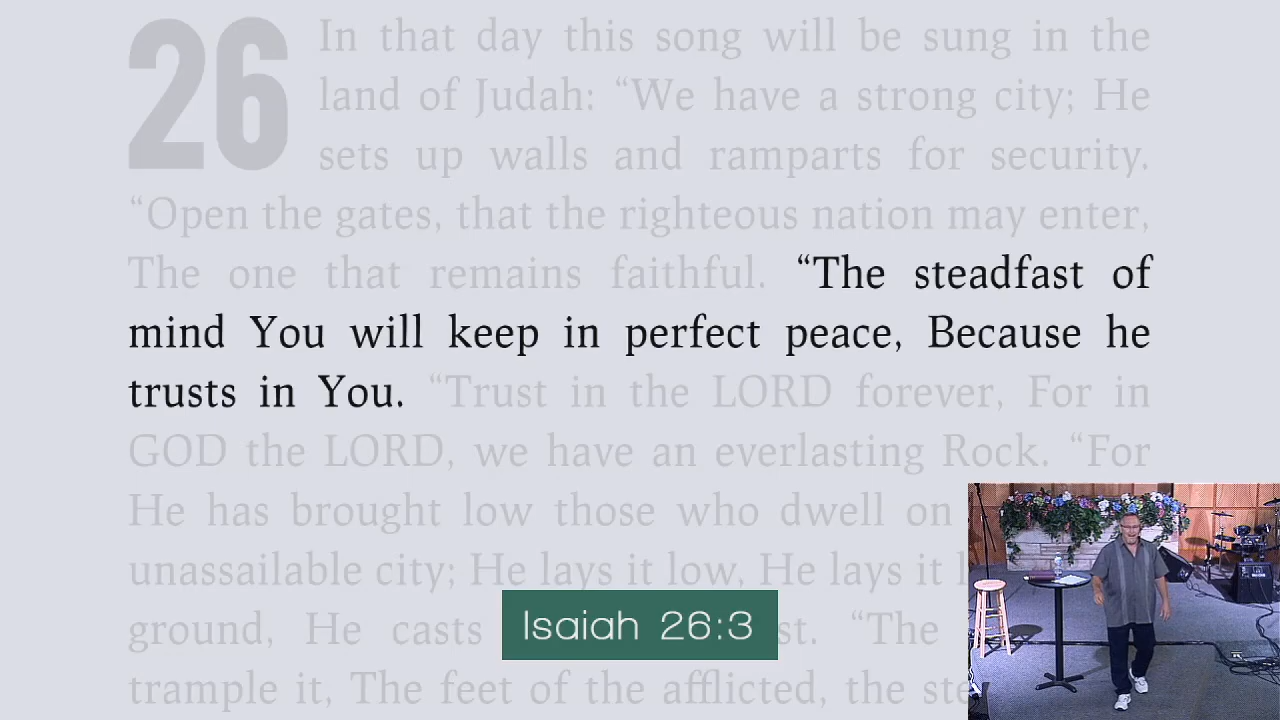 26 In that day this song will be sung in the
land of Judah: “We have a strong city; He
sets up walls and ramparts for security.
“Open the gates, that the righteous nation may enter,
The one that remains faithful. “The steadfast of
mind You will keep in perfect peace, Because he
trusts in You. “Trust in the LORD forever, For in
GOD the LORD, we have an everlasting Rock. “For
He has brought low those who dwell on
unassailable city; He lays it low, He lays it
ground, He casts st. “The
trample it, The feet of the afflicted, the
Isaiah 26:3